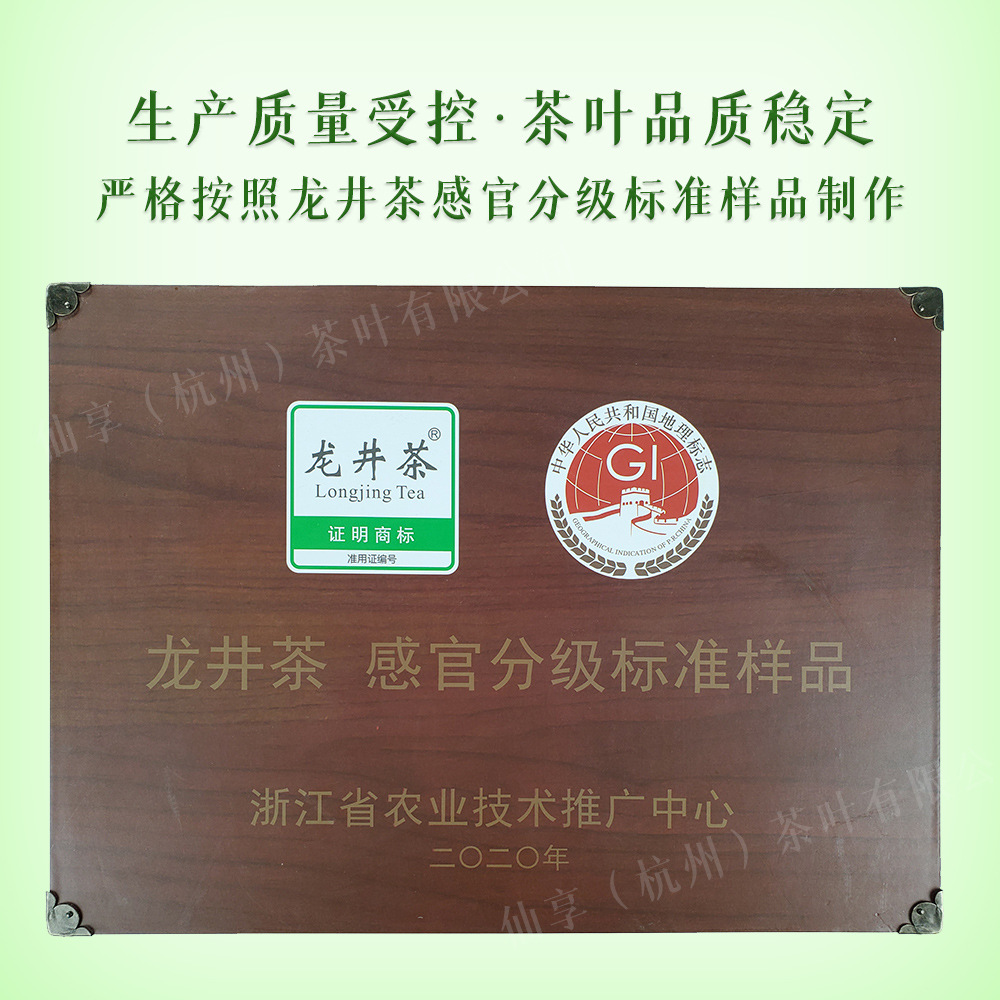 生产质量受控·茶叶品质稳定
严格按照龙井茶感官分级标准样品制作
仙享（杭州）茶叶有限公
龙井茶®
Longjing Tea
证明商标
准用证编号
中华人民共和国地理标志
GI
GEOGRAPHICAL INDICATION OF P.R.CHINA
龙井茶 感官分级标准样品
浙江省农业技术推广中心
二〇二〇年
仙享（杭州）茶叶有限